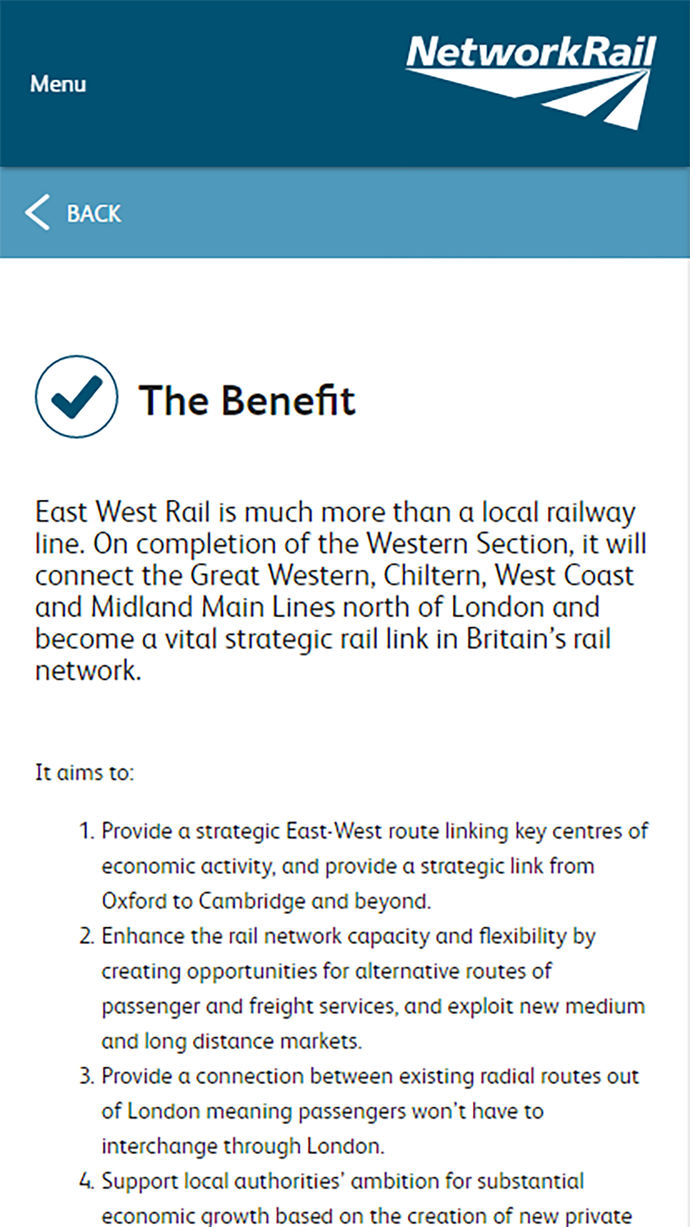 NetworkRail
Menu
BACK
The Benefit
East West Rail is much more than a local railway
line. On completion of the Western Section, it will
connect the Great Western, Chiltern, West Coast
and Midland Main Lines north of London and
become a vital strategic rail link in Britain’s rail
network.
It aims to:
1. Provide a strategic East-West route linking key centres of
economic activity, and provide a strategic link from
Oxford to Cambridge and beyond.
2. Enhance the rail network capacity and flexibility by
creating opportunities for alternative routes of
passenger and freight services, and exploit new medium
and long distance markets.
3. Provide a connection between existing radial routes out
of London meaning passengers won’t have to
interchange through London.
4. Support local authorities’ ambition for substantial
economic growth based on the creation of new private